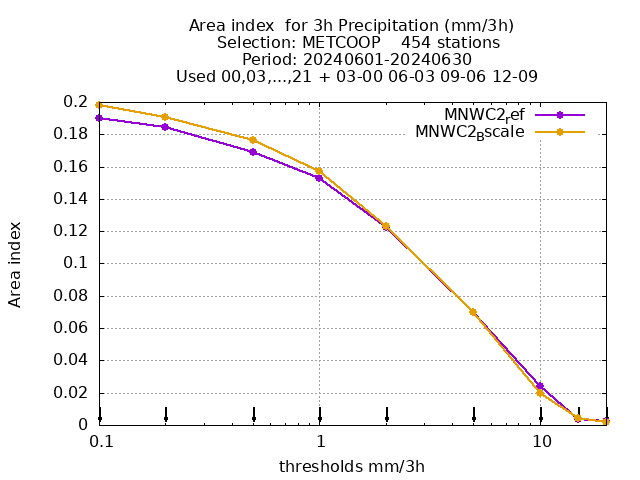 Area index  for 3h Precipitation (mm/3h)
Selection: METCOOP    454 stations
Period: 20240601-20240630
Used 00,03,...,21 + 03-00 06-03 09-06 12-09
MNWC2_ref
MNWC2_Bscale
0.2
0.18
0.16
0.14
0.12
0.1
0.08
0.06
0.04
0.02
0
Area index
0.1 1 10
thresholds mm/3h